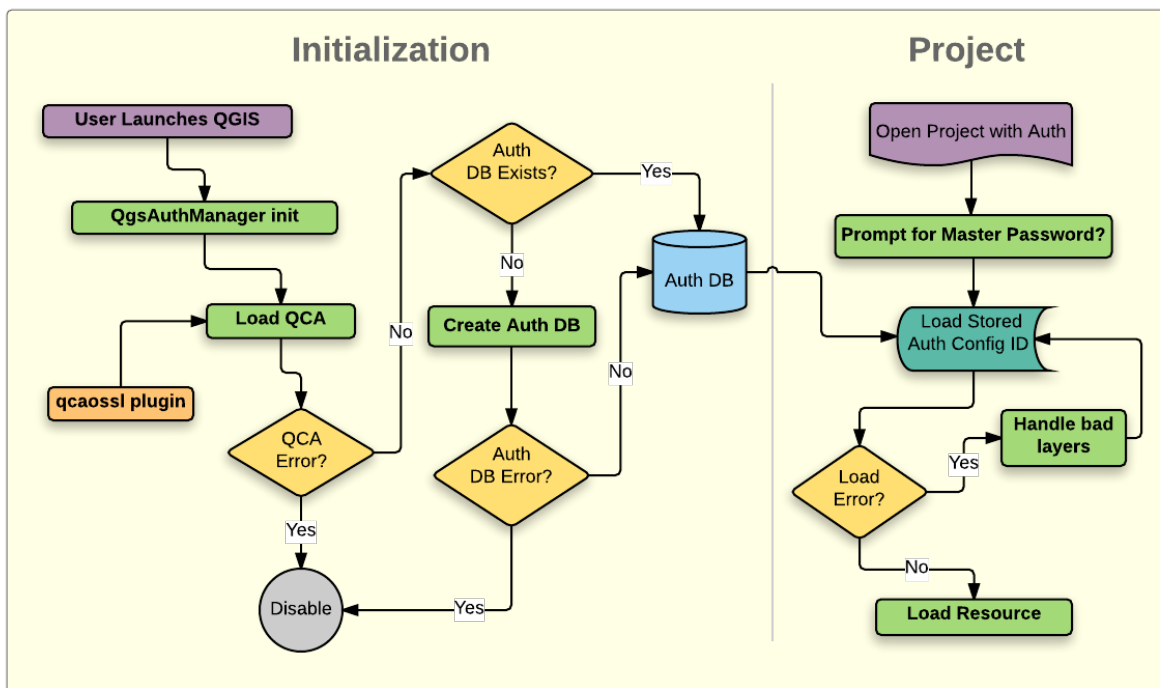 Initialization
User Launches QGIS
QgsAuthManager init
Load QCA
qcaossl plugin
QCA
Error?
Yes
Disable
No
Auth
DB Exists?
Yes
No
Create Auth DB
Auth
DB Error?
Yes
No
Auth DB
Project
Open Project with Auth
Prompt for Master Password?
Load Stored
Auth Config ID
Load
Error?
Yes
Handle bad
layers
No
Load Resource